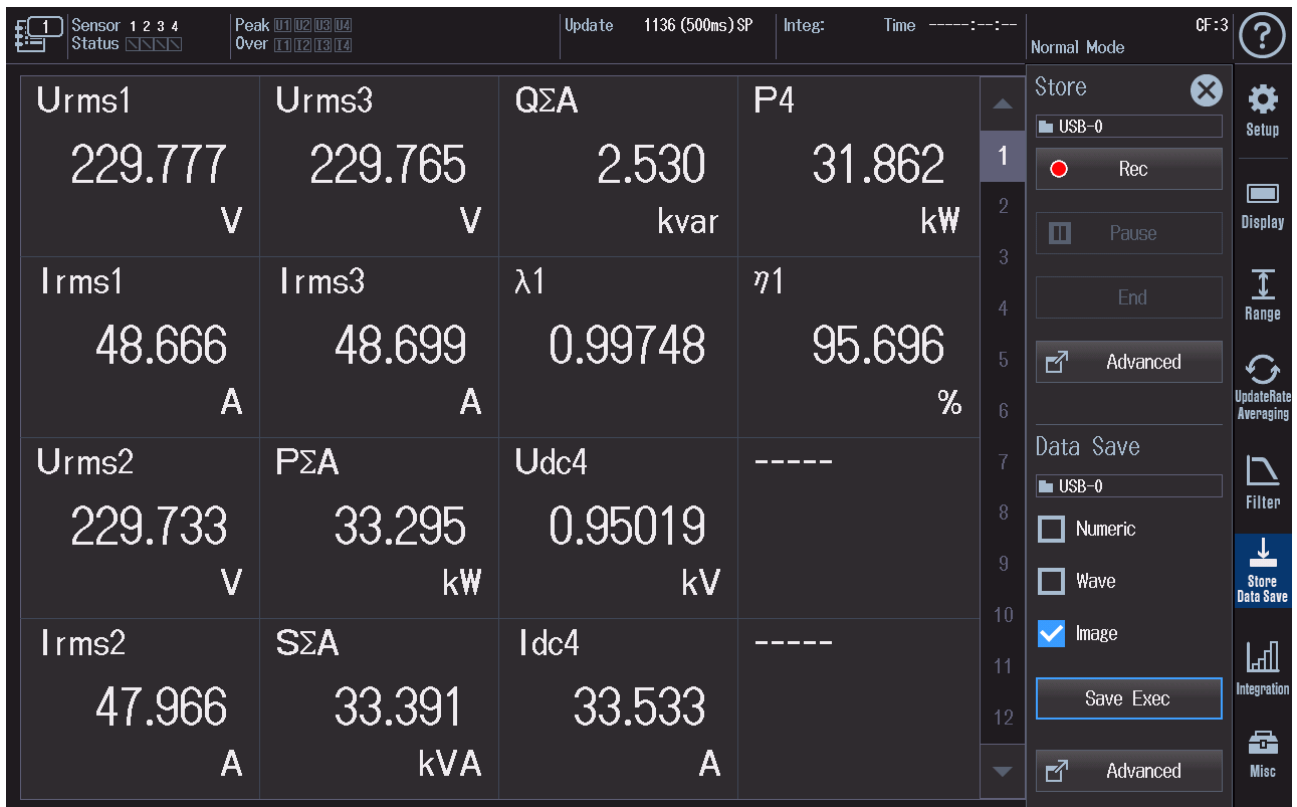 1 Sensor 1 2 3 4 Peak U1 U2 U3 U4 Update 1136 (500ms) SP Integ: Time -----:--:-- CF:3
Status Over I1 I2 I3 I4 Normal Mode ?
Urms1 Urms3 QΣA P4
229.777 229.765 2.530 31.862
V V kvar kW
Irms1 Irms3 λ1 η1
48.666 48.699 0.99748 95.696
A A %
Urms2 PΣA Udc4 -----
229.733 33.295 0.95019
V kW kV
Irms2 SΣA Idc4 -----
47.966 33.391 33.533
A kVA A
1
2
3
4
5
6
7
8
9
10
11
12
Store
USB-0
Rec
Pause
End
Advanced
Data Save
USB-0
Numeric
Wave
Image
Save Exec
Advanced
Setup
Display
Range
UpdateRate
Averaging
Filter
Store
Data Save
Integration
Misc